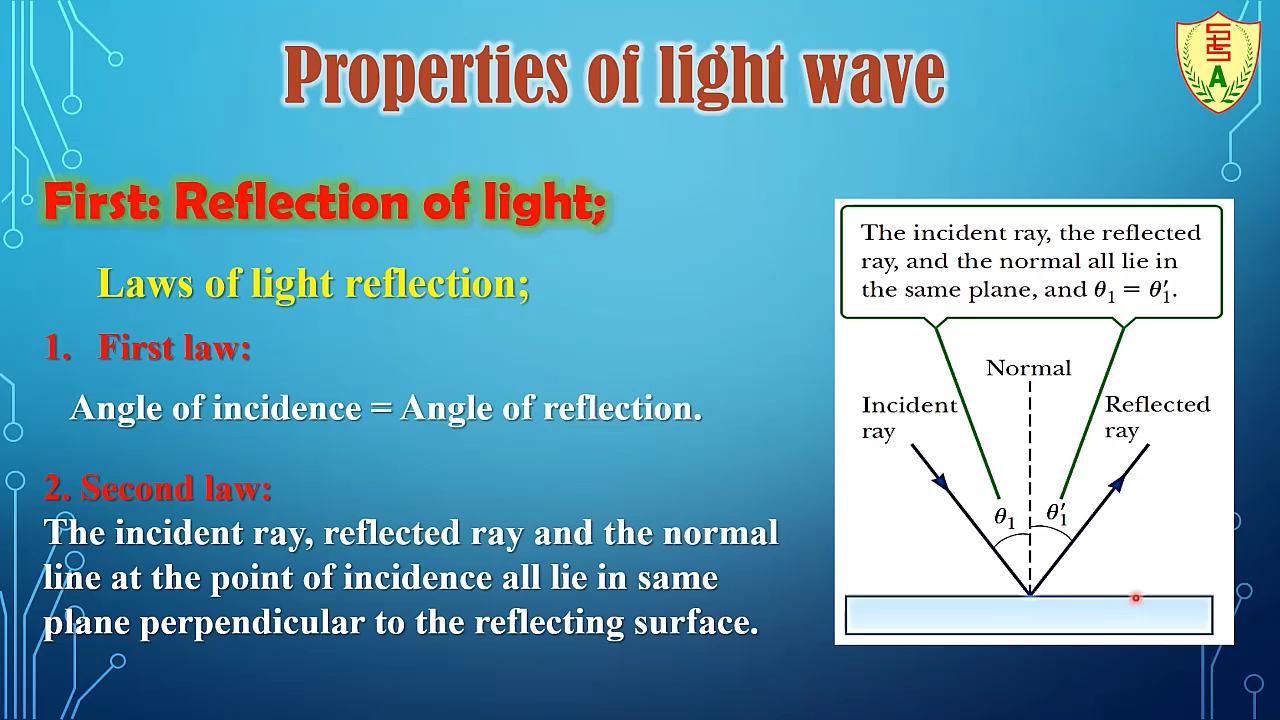 Properties of light wave
First: Reflection of light;
Laws of light reflection;
1. First law:
Angle of incidence = Angle of reflection.
2. Second law:
The incident ray, reflected ray and the normal
line at the point of incidence all lie in same
plane perpendicular to the reflecting surface.
The incident ray, the reflected
ray, and the normal all lie in
the same plane, and θ₁ = θ′₁.
Normal
Incident
ray
Reflected
ray
θ₁
θ′₁
A